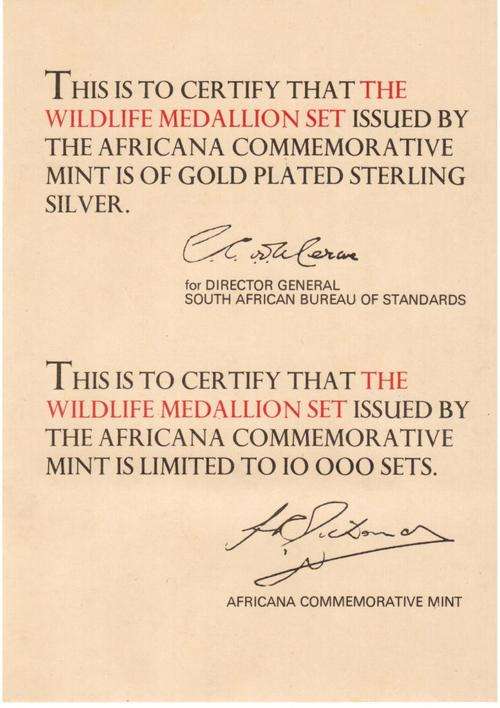 THIS IS TO CERTIFY THAT THE
WILDLIFE MEDALLION SET ISSUED BY
THE AFRICANA COMMEMORATIVE
MINT IS OF GOLD PLATED STERLING
SILVER.
for DIRECTOR GENERAL
SOUTH AFRICAN BUREAU OF STANDARDS
THIS IS TO CERTIFY THAT THE
WILDLIFE MEDALLION SET ISSUED BY
THE AFRICANA COMMEMORATIVE
MINT IS LIMITED TO 10 000 SETS.
AFRICANA COMMEMORATIVE MINT